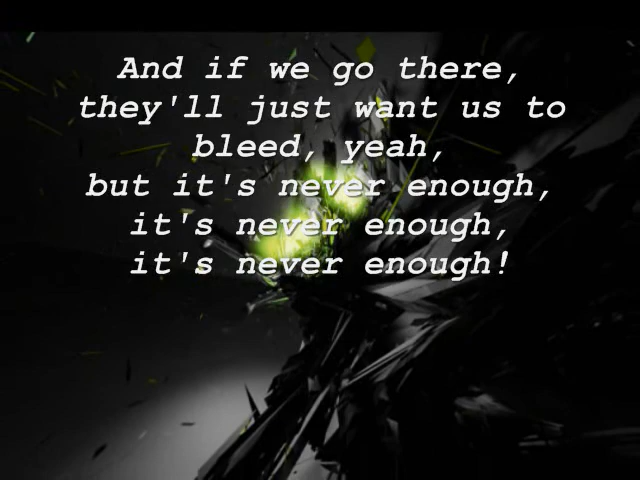 And if we go there,
they'll just want us to
bleed, yeah,
but it's never enough,
it's never enough,
it's never enough!